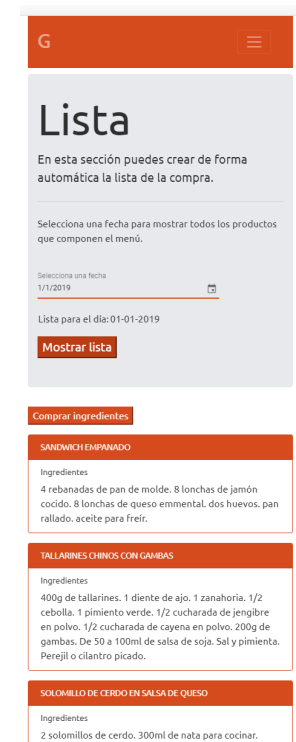 G
Lista
En esta sección puedes crear de forma
automática la lista de la compra.
Selecciona una fecha para mostrar todos los productos
que componen el menú.
Selecciona una fecha
1/1/2019
Lista para el día: 01-01-2019
Mostrar lista
Comprar ingredientes
SANDWICH EMPANADO
Ingredientes
4 rebanadas de pan de molde. 8 lonchas de jamón
cocido. 8 lonchas de queso emmental. dos huevos. pan
rallado. aceite para freír.
TALLARINES CHINOS CON GAMBAS
Ingredientes
400g de tallarines. 1 diente de ajo. 1 zanahoria. 1/2
cebolla. 1 pimiento verde. 1/2 cucharada de jengibre
en polvo. 1/2 cucharada de cayena en polvo. 200g de
gambas. De 50 a 100ml de salsa de soja. Sal y pimienta.
Perejil o cilantro picado.
SOLOMILLO DE CERDO EN SALSA DE QUESO
Ingredientes
2 solomillos de cerdo. 300ml de nata para cocinar.